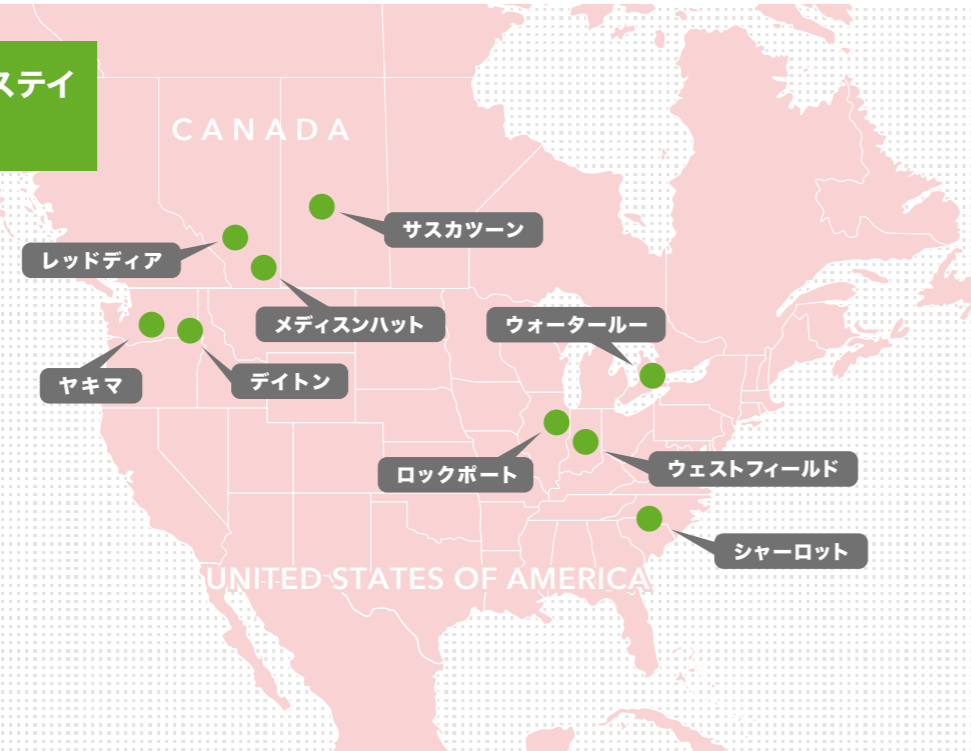 ステイ
CANADA
サスカツーン
レッドディア
メディスンハット
ウォータールー
ヤキマ
デイトン
ロックポート
ウェストフィールド
シャーロット
UNITED STATES OF AMERICA